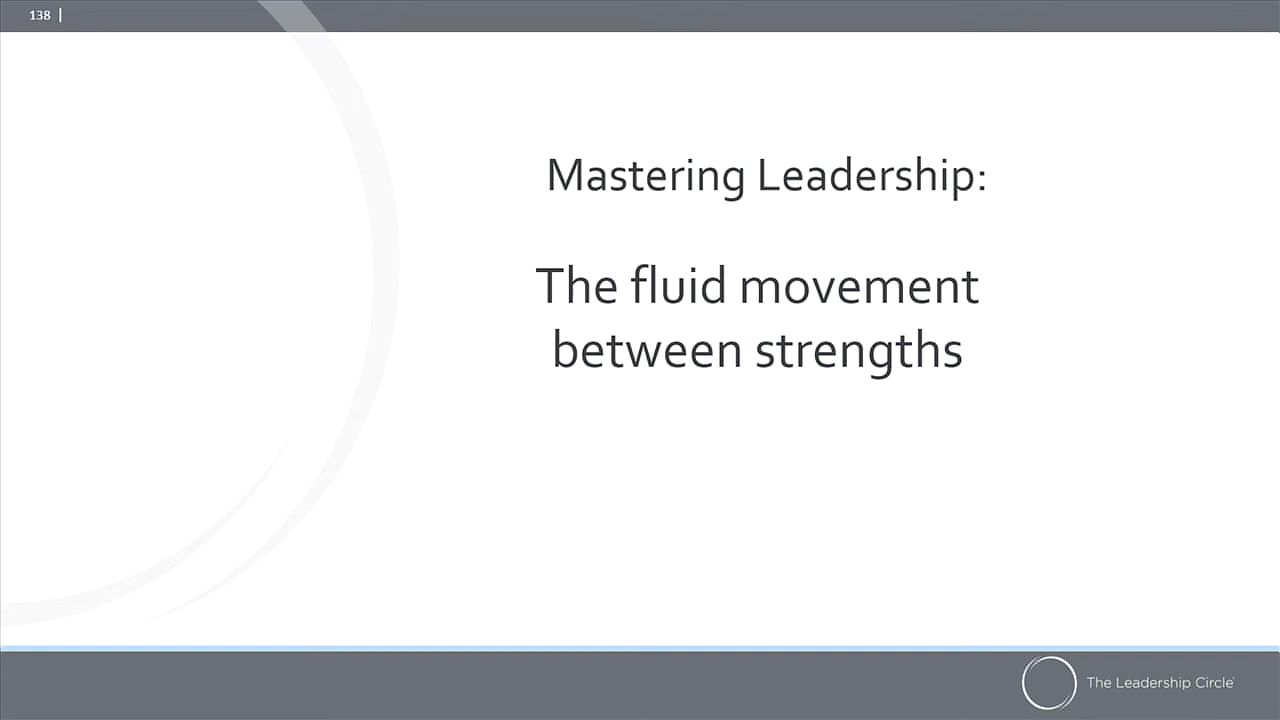 138 |
Mastering Leadership:
The fluid movement
between strengths
The Leadership Circle